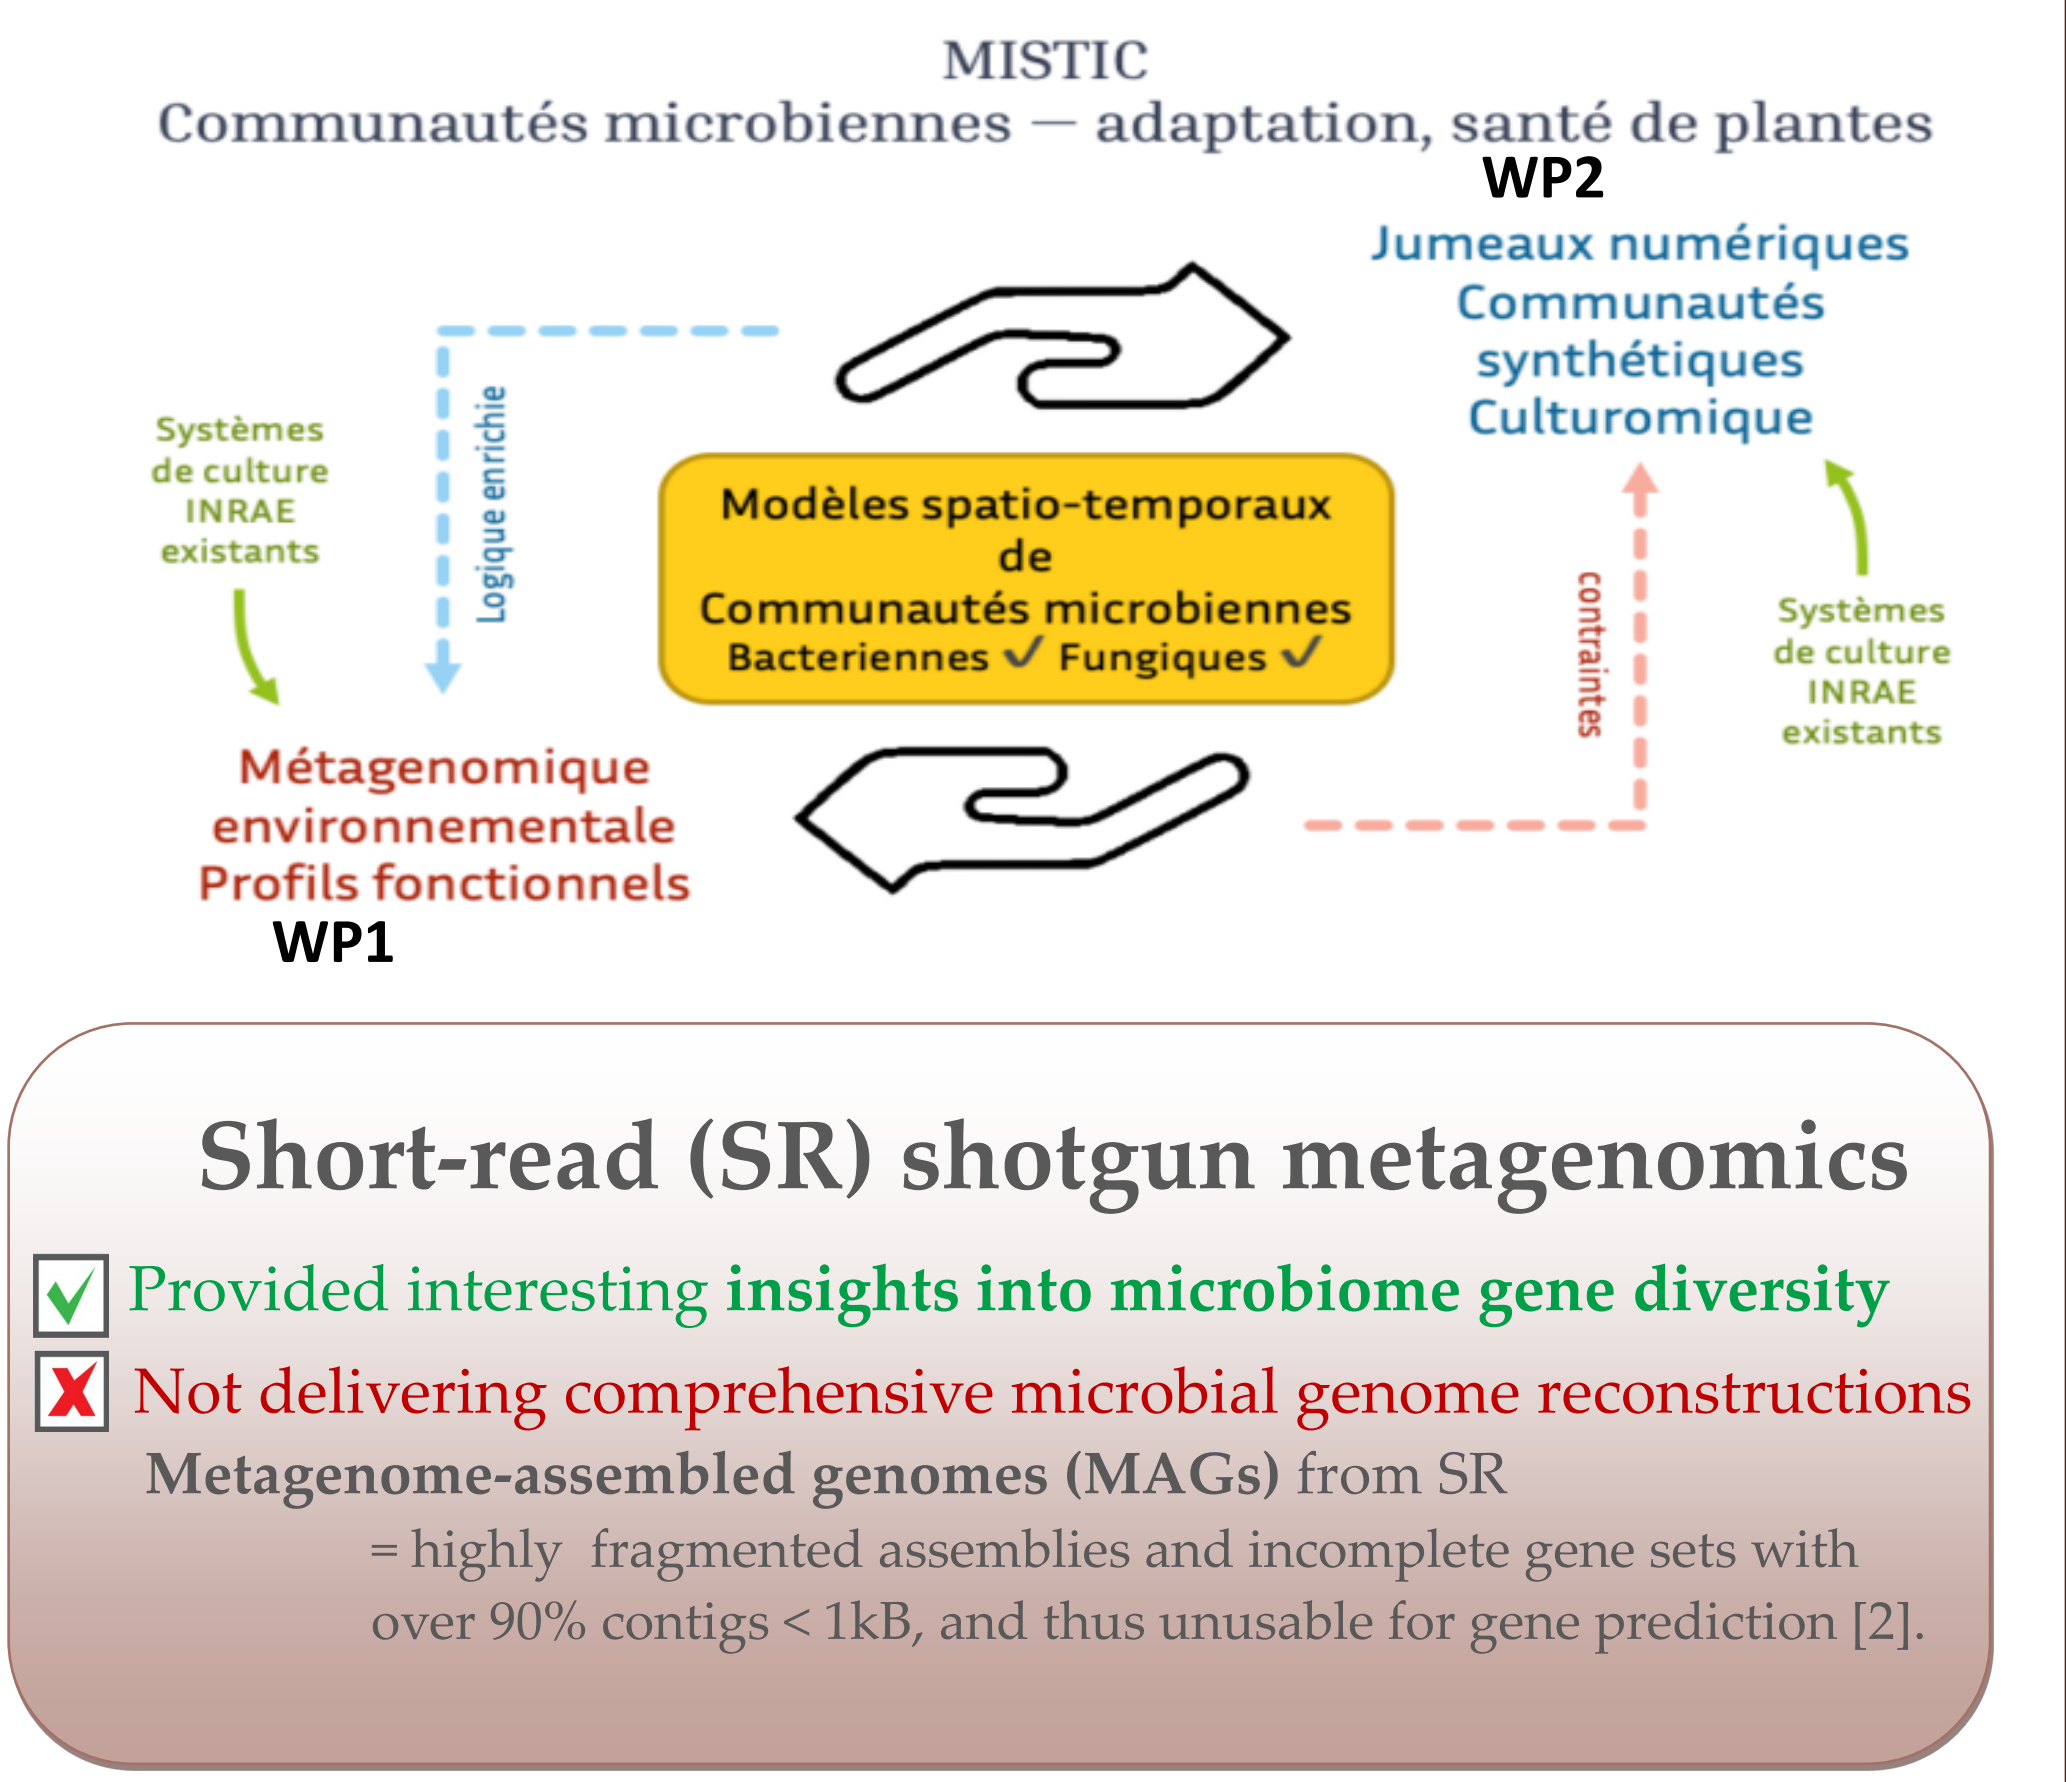 MISTIC
Communautés microbiennes — adaptation, santé de plantes
WP2
Jumeaux numériques
Communautés
synthétiques
Culturomique
Logique enrichie
Systèmes
de culture
INRAE
existants
Modèles spatio-temporaux
de
Communautés microbiennes
Bacteriennes ✓ Fungiques ✓
contraintes
Systèmes
de culture
INRAE
existants
Métagenomique
environnementale
Profils fonctionnels
WP1
Short-read (SR) shotgun metagenomics
Provided interesting insights into microbiome gene diversity
Not delivering comprehensive microbial genome reconstructions
Metagenome-assembled genomes (MAGs) from SR
= highly fragmented assemblies and incomplete gene sets with
over 90% contigs < 1kB, and thus unusable for gene prediction [2].